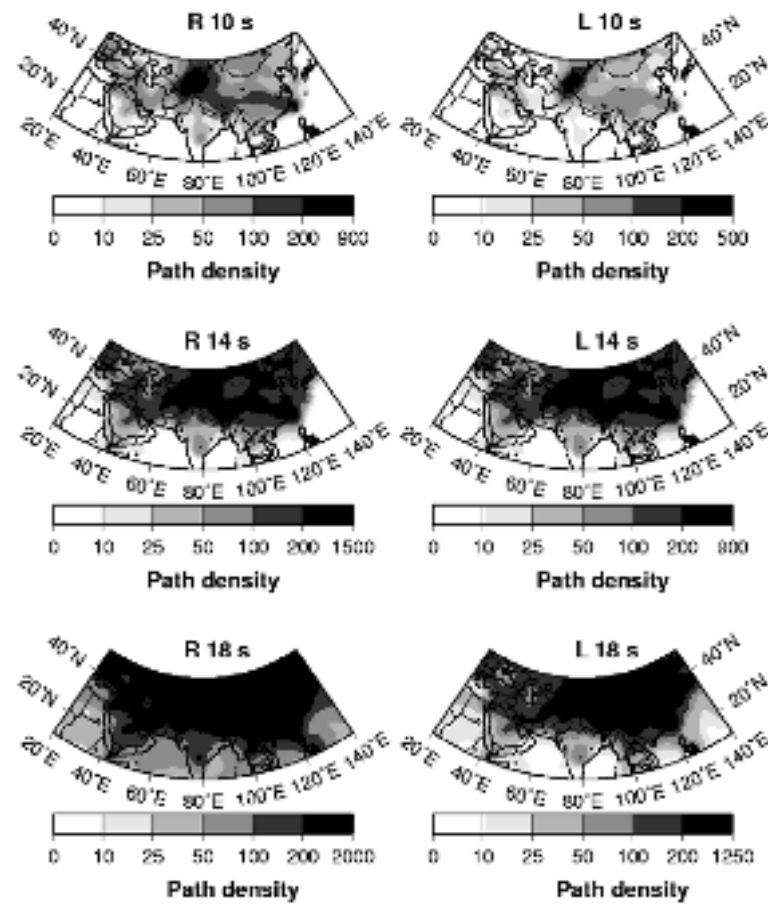 R 10 s
40°N
20°N
20°E 40°E 60°E 80°E 100°E 120°E 140°E
0 10 25 50 100 200 900
Path density
L 10 s
40°N
20°N
20°E 40°E 60°E 80°E 100°E 120°E 140°E
0 10 25 50 100 200 500
Path density
R 14 s
40°N
20°N
20°E 40°E 60°E 80°E 100°E 120°E 140°E
0 10 25 50 100 200 1500
Path density
L 14 s
40°N
20°N
20°E 40°E 60°E 80°E 100°E 120°E 140°E
0 10 25 50 100 200 900
Path density
R 18 s
40°N
20°N
20°E 40°E 60°E 80°E 100°E 120°E 140°E
0 10 25 50 100 200 2000
Path density
L 18 s
40°N
20°N
20°E 40°E 60°E 80°E 100°E 120°E 140°E
0 10 25 50 100 200 1250
Path density